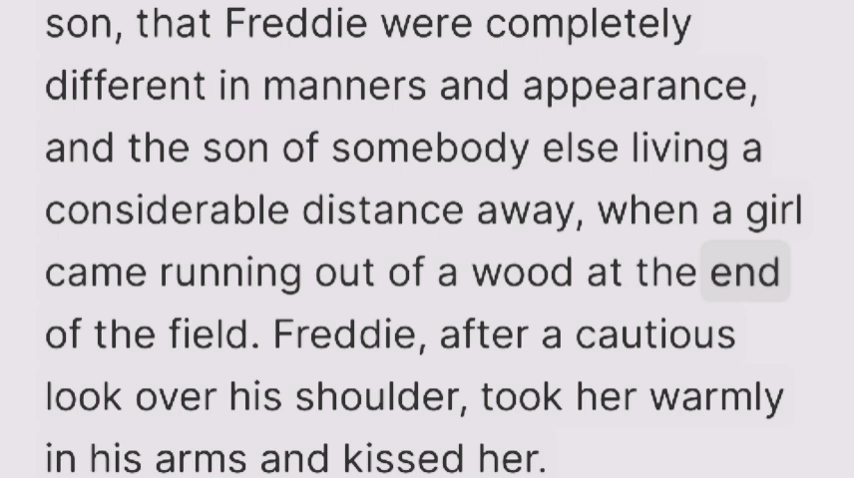 son, that Freddie were completely
different in manners and appearance,
and the son of somebody else living a
considerable distance away, when a girl
came running out of a wood at the end
of the field. Freddie, after a cautious
look over his shoulder, took her warmly
in his arms and kissed her.